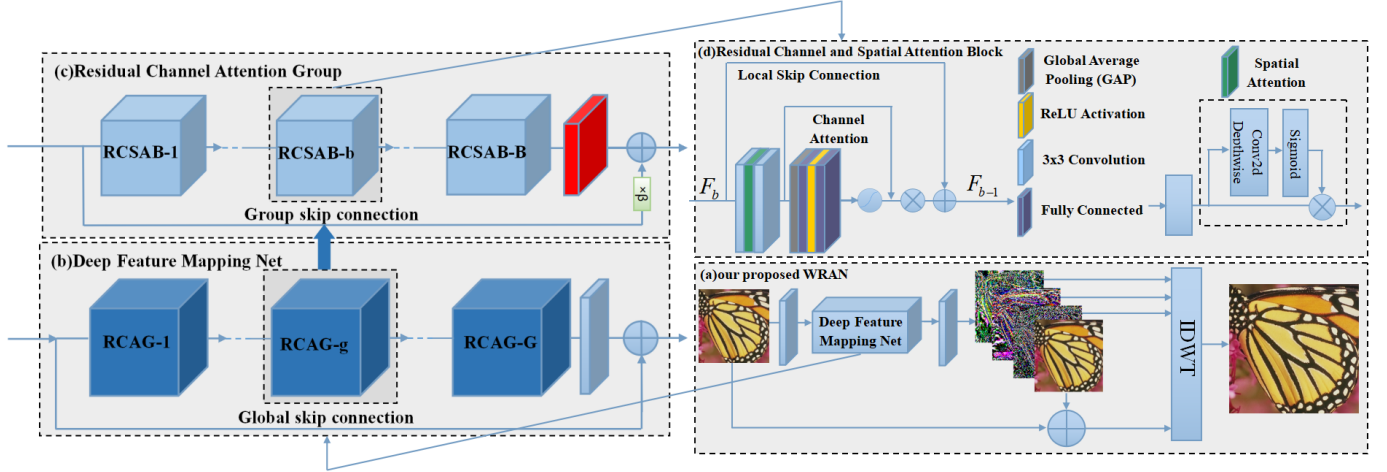 (c)Residual Channel Attention Group
RCSAB-1
RCSAB-b
RCSAB-B
×β
Group skip connection
(b)Deep Feature Mapping Net
RCAG-1
RCAG-g
RCAG-G
Global skip connection
(d)Residual Channel and Spatial Attention Block
Local Skip Connection
Channel
Attention
F_b
F_{b-1}
Global Average
Pooling (GAP)
ReLU Activation
3x3 Convolution
Fully Connected
Spatial
Attention
Conv2d
Depthwise
Sigmoid
(a)our proposed WRAN
Deep Feature
Mapping Net
IDWT